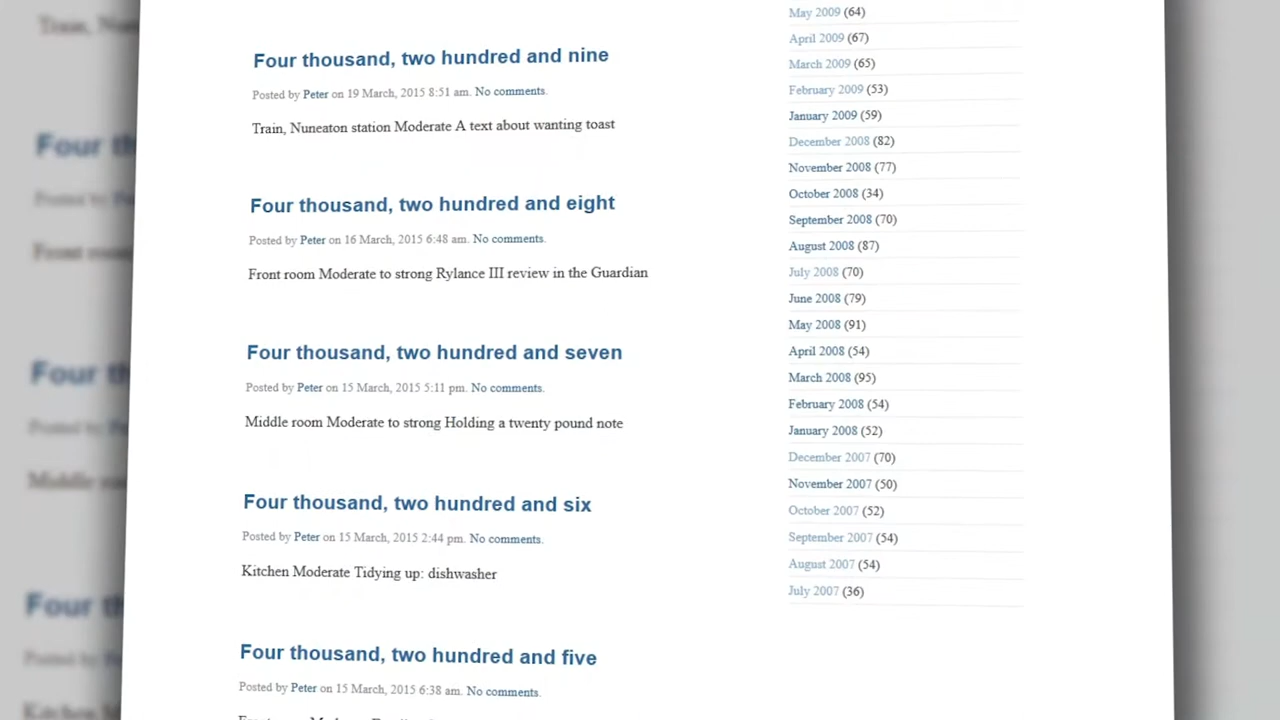 Four thousand, two hundred and nine
Posted by Peter on 19 March, 2015 8:51 am. No comments.
Train, Nuneaton station Moderate A text about wanting toast
Four thousand, two hundred and eight
Posted by Peter on 16 March, 2015 6:48 am. No comments.
Front room Moderate to strong Rylance III review in the Guardian
Four thousand, two hundred and seven
Posted by Peter on 15 March, 2015 5:11 pm. No comments.
Middle room Moderate to strong Holding a twenty pound note
Four thousand, two hundred and six
Posted by Peter on 15 March, 2015 2:44 pm. No comments.
Kitchen Moderate Tidying up: dishwasher
Four thousand, two hundred and five
Posted by Peter on 15 March, 2015 6:38 am. No comments.
May 2009 (64)
April 2009 (67)
March 2009 (65)
February 2009 (53)
January 2009 (59)
December 2008 (82)
November 2008 (77)
October 2008 (34)
September 2008 (70)
August 2008 (87)
July 2008 (70)
June 2008 (79)
May 2008 (91)
April 2008 (54)
March 2008 (95)
February 2008 (54)
January 2008 (52)
December 2007 (70)
November 2007 (50)
October 2007 (52)
September 2007 (54)
August 2007 (54)
July 2007 (36)